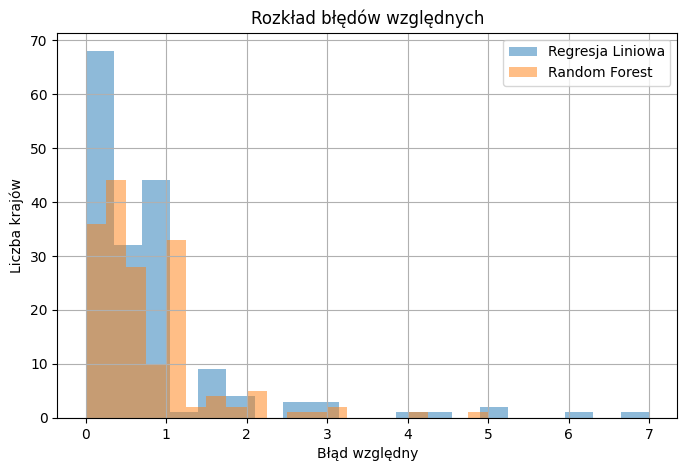 Rozkład błędów względnych
Regresja Liniowa
Random Forest
Liczba krajów
70
60
50
40
30
20
10
0
0 1 2 3 4 5 6 7
Błąd względny